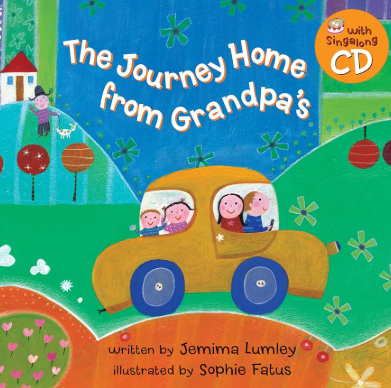 The Journey Home
from Grandpa's
with
Singalong
CD
written by Jemima Lumley
illustrated by Sophie Fatus